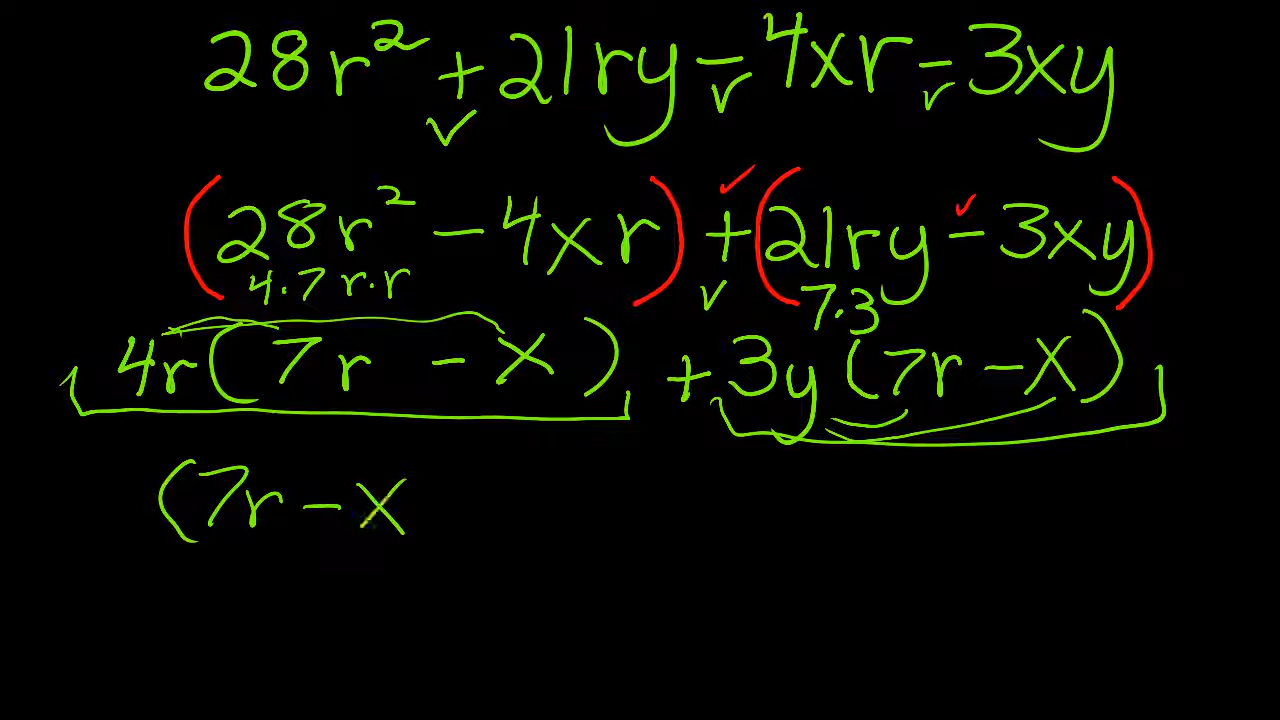 28r² + 21ry - 4xr - 3xy
(28r² - 4xr) + (21ry - 3xy)
4·7 r·r 7·3
4r(7r - x) + 3y(7r - x)
(7r - x